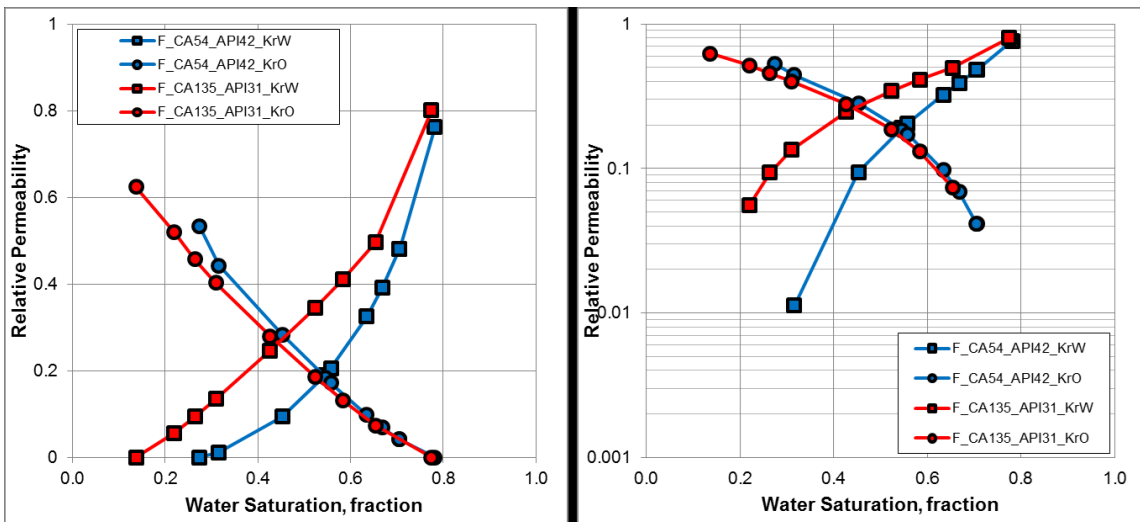 1
0.8
0.6
0.4
0.2
0
0.0
0.2
0.4
0.6
0.8
1.0
Relative Permeability
Water Saturation, fraction
F_CA54_API42_KrW
F_CA54_API42_KrO
F_CA135_API31_KrW
F_CA135_API31_KrO
1
0.1
0.01
0.001
0.0
0.2
0.4
0.6
0.8
1.0
Relative Permeability
Water Saturation, fraction
F_CA54_API42_KrW
F_CA54_API42_KrO
F_CA135_API31_KrW
F_CA135_API31_KrO